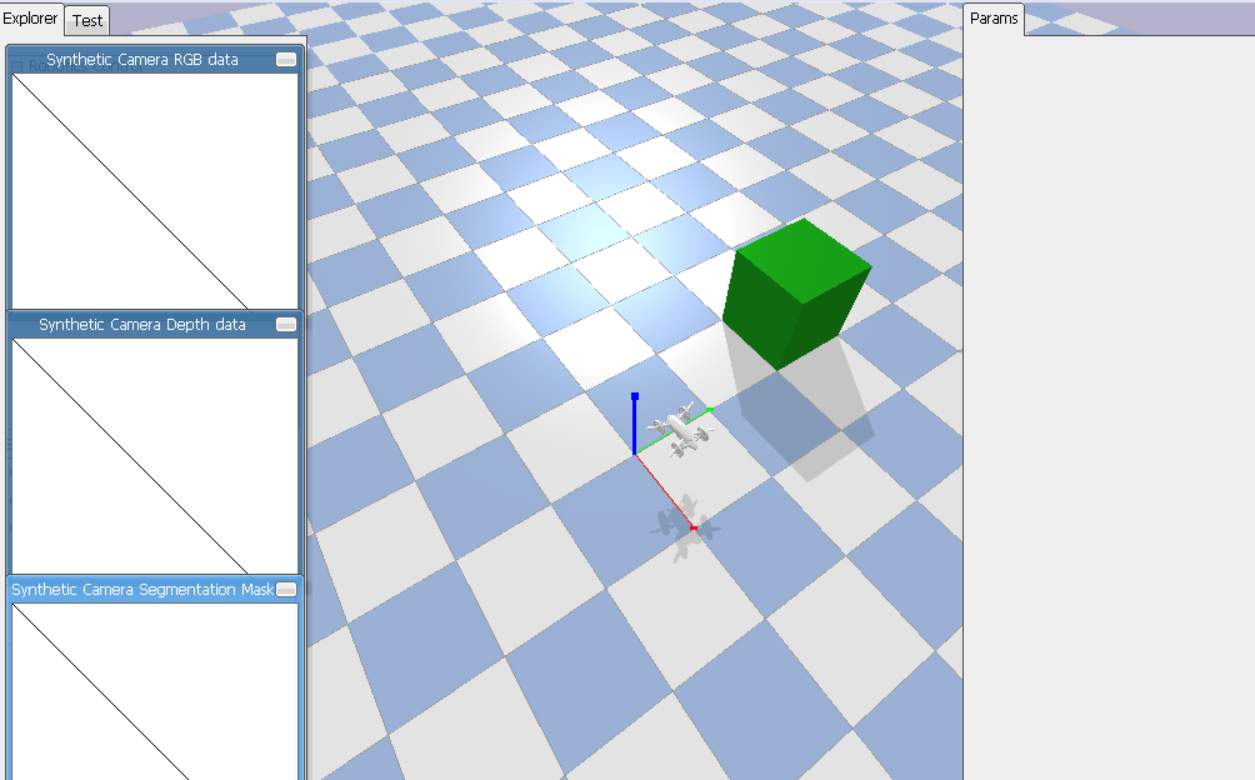 Explorer
Test
Params
Synthetic Camera RGB data
Synthetic Camera Depth data
Synthetic Camera Segmentation Mask